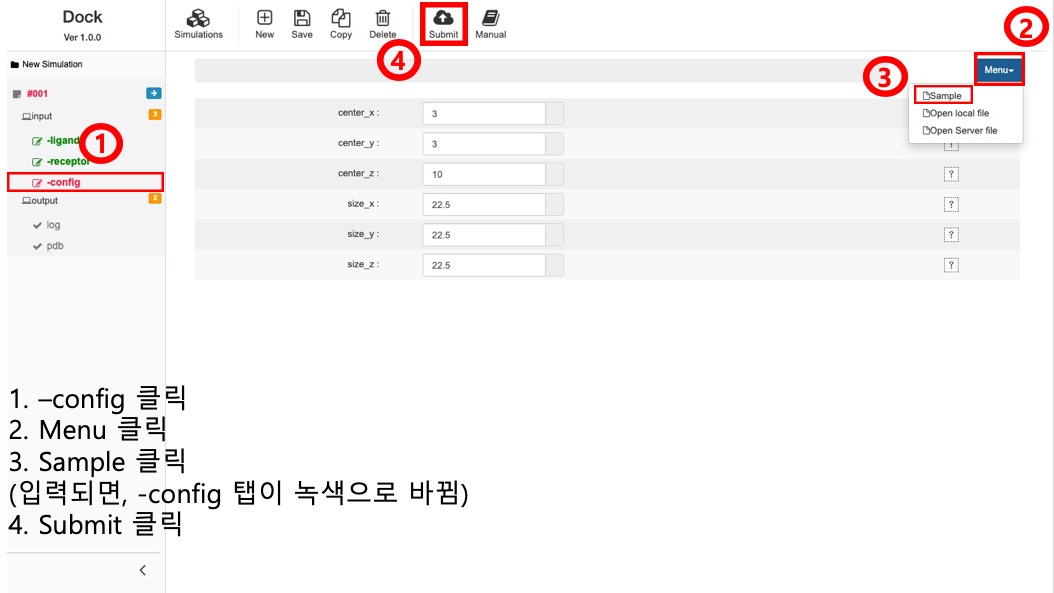 Dock
Ver 1.0.0
Simulations New Save Copy Delete Submit Manual
2
4
New Simulation
Menu
3
#001
Sample
input 3
center_x : 3
Open local file
-ligand
1
Open Server file
center_y : 3 ?
-receptor
center_z : 10 ?
-config
output 2
size_x : 22.5 ?
log
size_y : 22.5 ?
pdb
size_z : 22.5 ?
1. –config 클릭
2. Menu 클릭
3. Sample 클릭
(입력되면, -config 탭이 녹색으로 바뀜)
4. Submit 클릭